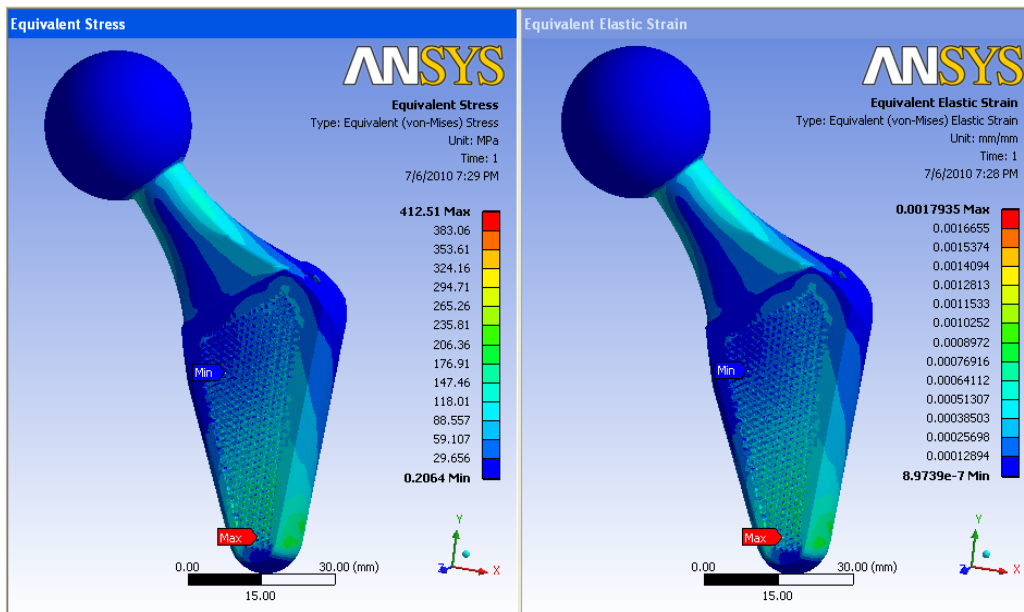 Equivalent Stress
ANSYS
Equivalent Stress
Type: Equivalent (von-Mises) Stress
Unit: MPa
Time: 1
7/6/2010 7:29 PM
412.51 Max
383.06
353.61
324.16
294.71
265.26
235.81
206.36
176.91
147.46
118.01
88.557
59.107
29.656
0.2064 Min
Min
Max
Y
Z
X
0.00
30.00 (mm)
15.00
Equivalent Elastic Strain
ANSYS
Equivalent Elastic Strain
Type: Equivalent (von-Mises) Elastic Strain
Unit: mm/mm
Time: 1
7/6/2010 7:28 PM
0.0017935 Max
0.0016655
0.0015374
0.0014094
0.0012813
0.0011533
0.0010252
0.0008972
0.00076916
0.00064112
0.00051307
0.00038503
0.00025698
0.00012894
8.9739e-7 Min
Min
Max
Y
Z
X
0.00
30.00 (mm)
15.00